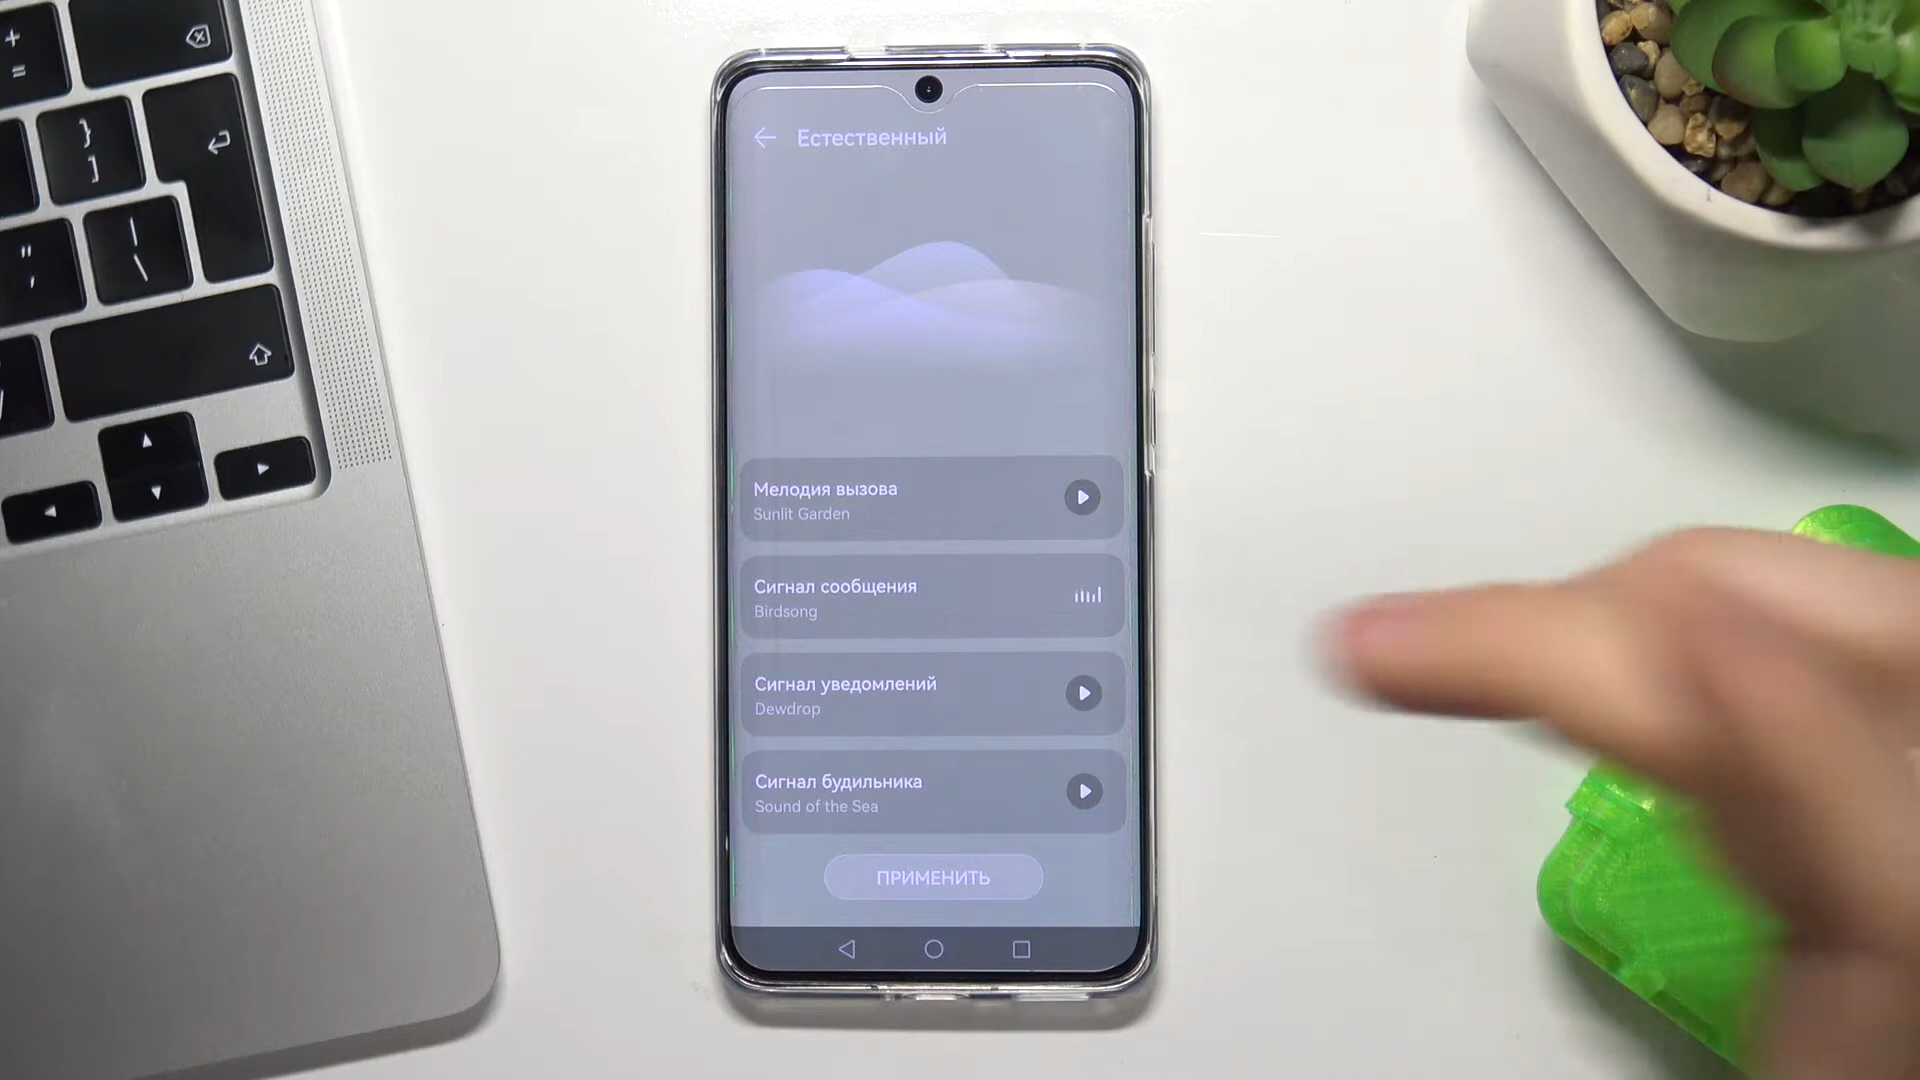 +
=
}
]
"
,
|
\
/
Естественный
Мелодия вызова
Sunlit Garden
Сигнал сообщения
Birdsong
Сигнал уведомлений
Dewdrop
Сигнал будильника
Sound of the Sea
ПРИМЕНИТЬ